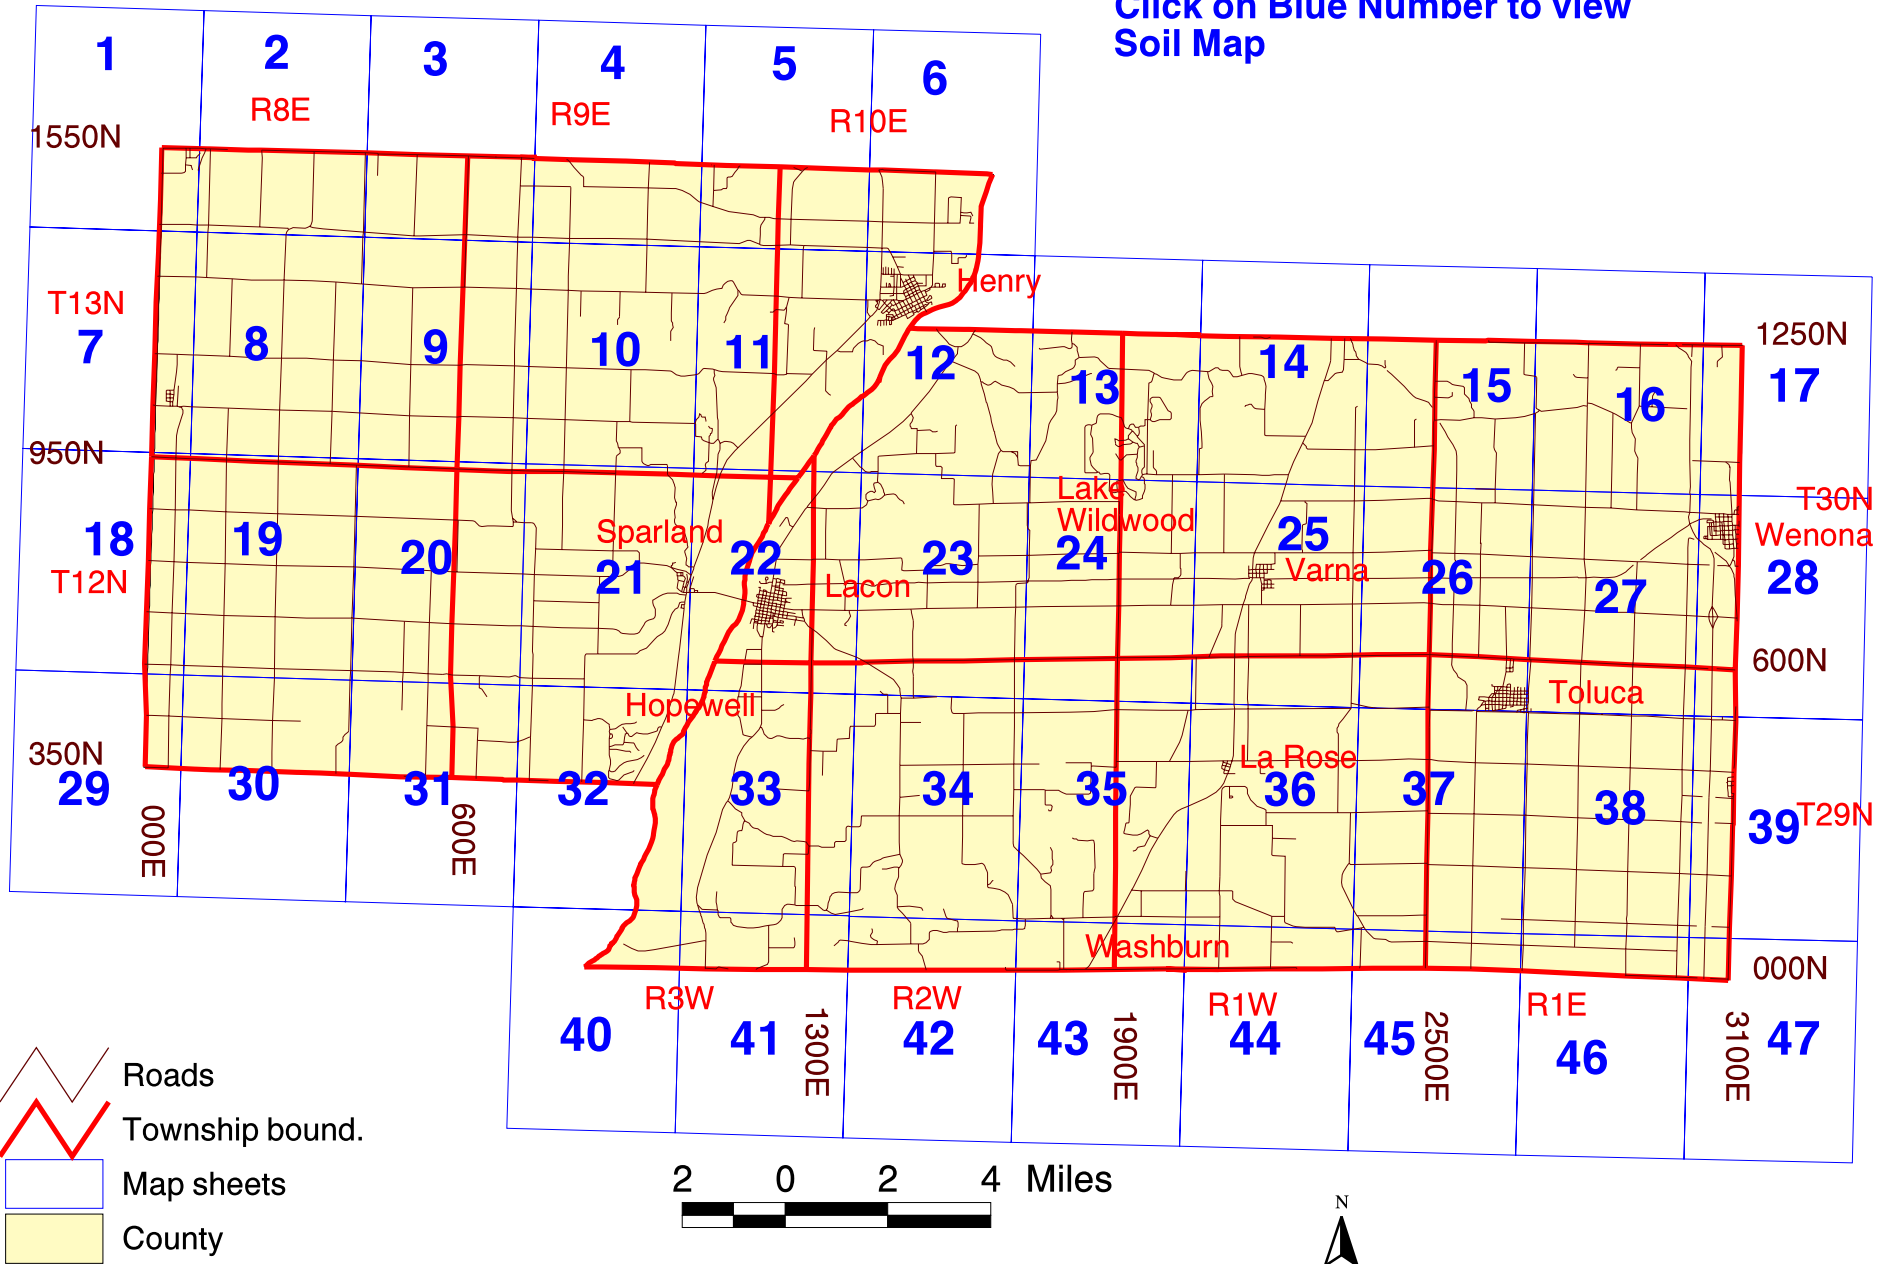 Click on Blue Number to view
Soil Map
1
2
3
4
5
6
R8E
R9E
R10E
1550N
Henry
T13N
7
8
9
10
11
12
13
14
15
16
17
1250N
950N
Lake
Wildwood
T30N
Wenona
18
T12N
19
20
Sparland
21
22
Lacon
23
24
25
Varna
26
27
28
600N
Hopewell
Toluca
350N
29
30
31
32
33
34
35
La Rose
36
37
38
39
T29N
000E
600E
Washburn
000N
R3W
R2W
R1W
R1E
40
41
1300E
42
43
1900E
44
45
2500E
46
3100E
47
Roads
Township bound.
Map sheets
County
2 0 2 4 Miles
N